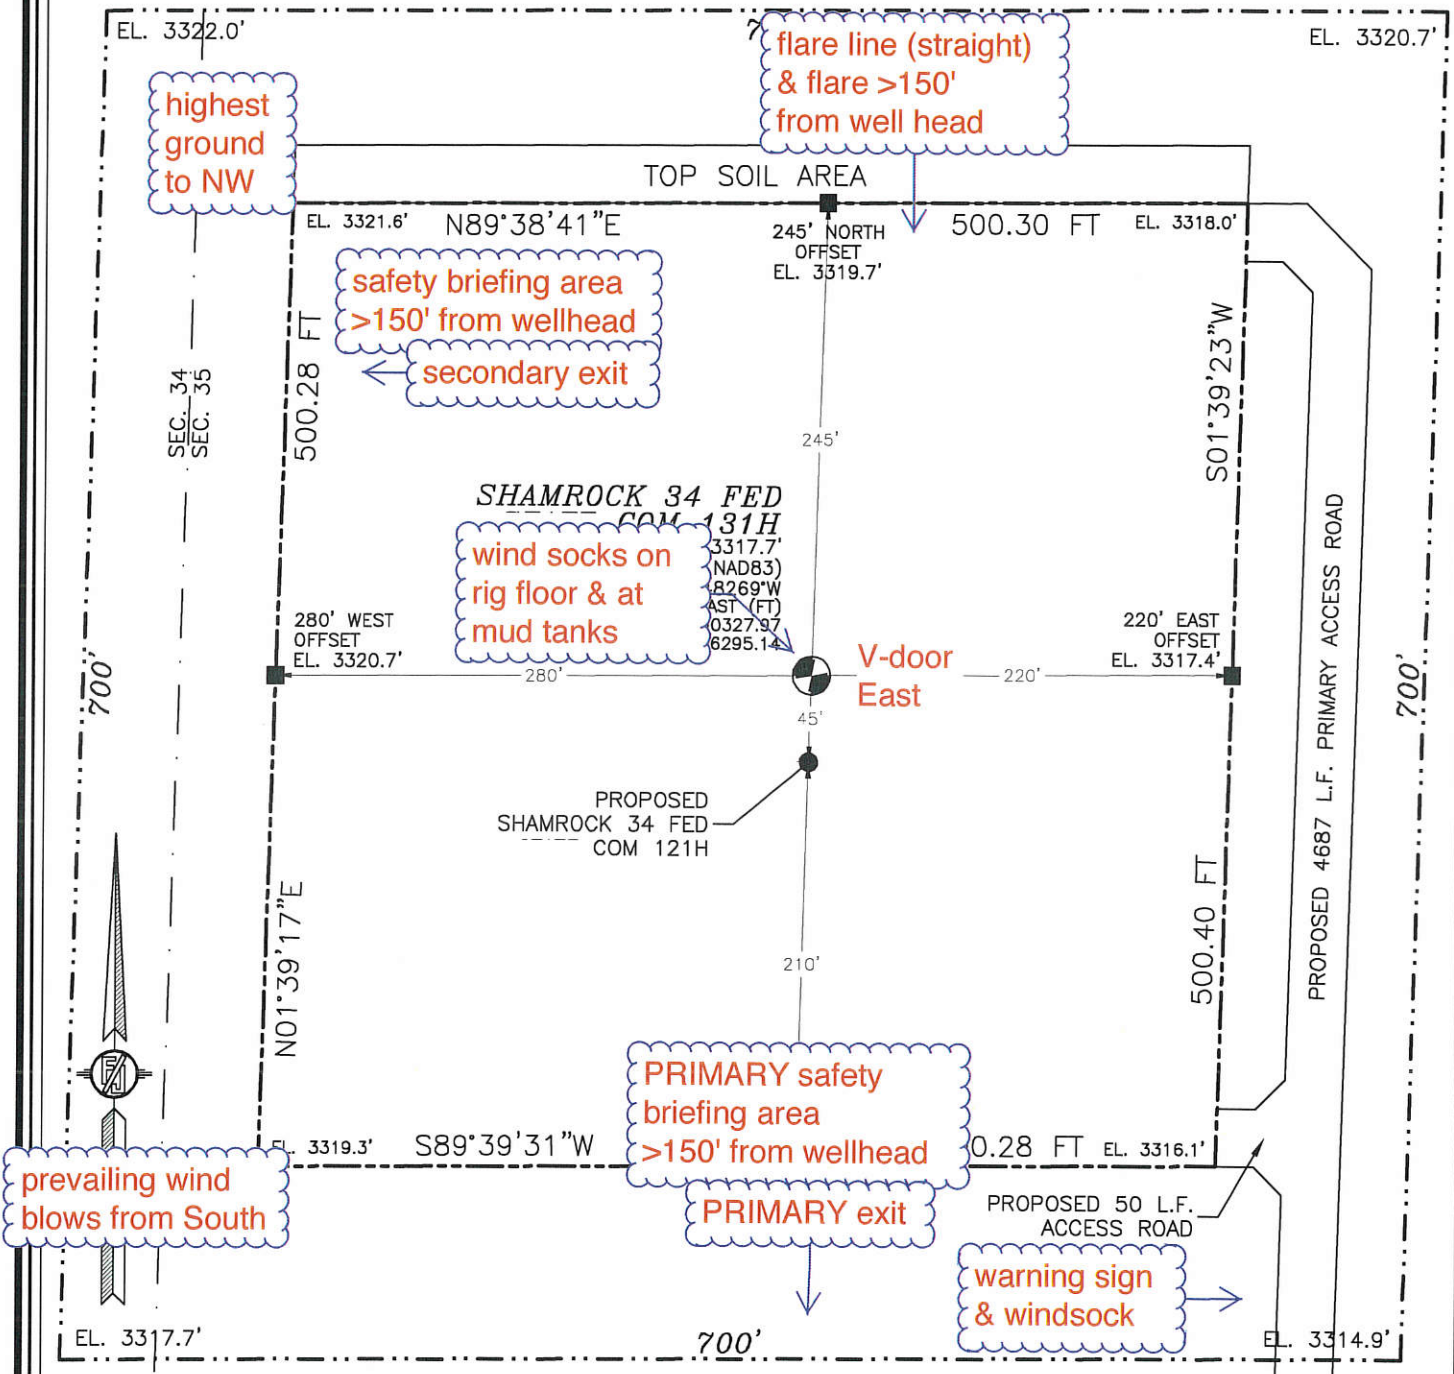 EL. 3322.0'
EL. 3320.7'
flare line (straight)
& flare >150'
from well head
highest
ground
to NW
TOP SOIL AREA
EL. 3321.6'
N89°38'41"E
245' NORTH
OFFSET
EL. 3319.7'
500.30 FT
EL. 3318.0'
safety briefing area
>150' from wellhead
secondary exit
500.28 FT
SEC. 34
SEC. 35
S01°39'23"W
245'
SHAMROCK 34 FED
COM 131H
3317.7'
(NAD83)
8269°W
AST (FT)
0327.97
6295.14
wind socks on
rig floor & at
mud tanks
280' WEST
OFFSET
EL. 3320.7'
220' EAST
OFFSET
EL. 3317.4'
V-door
East
280'
220'
45'
700'
700'
PROPOSED 4687 L.F. PRIMARY ACCESS ROAD
PROPOSED
SHAMROCK 34 FED
COM 121H
N01°39'17"E
210'
500.40 FT
PRIMARY safety
briefing area
>150' from wellhead
PRIMARY exit
3319.3'
S89°39'31"W
0.28 FT
EL. 3316.1'
prevailing wind
blows from South
PROPOSED 50 L.F.
ACCESS ROAD
warning sign
& windsock
EL. 3317.7'
700'
EL. 3314.9'